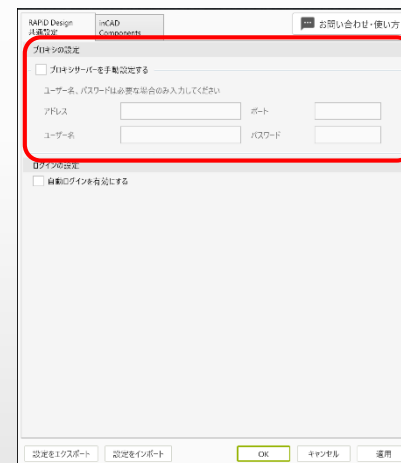 RAPiD Design
共通設定
inCAD
Components
お問い合わせ・使い方
プロキシの設定
プロキシサーバーを手動設定する
ユーザー名、パスワードは必要な場合のみ入力してください
アドレス
ポート
ユーザー名
パスワード
ログインの設定
自動ログインを有効にする
設定をエクスポート
設定をインポート
OK
キャンセル
適用